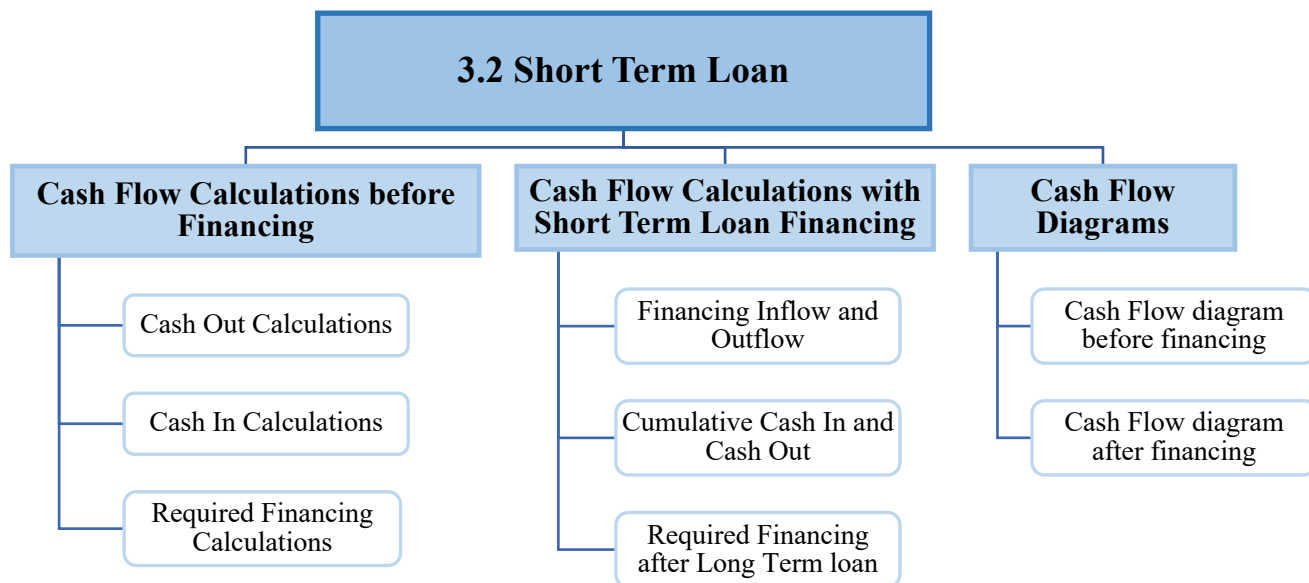 3.2 Short Term Loan
Cash Flow Calculations before
Financing
Cash Out Calculations
Cash In Calculations
Required Financing
Calculations
Cash Flow Calculations with
Short Term Loan Financing
Financing Inflow and
Outflow
Cumulative Cash In and
Cash Out
Required Financing
after Long Term loan
Cash Flow
Diagrams
Cash Flow diagram
before financing
Cash Flow diagram
after financing